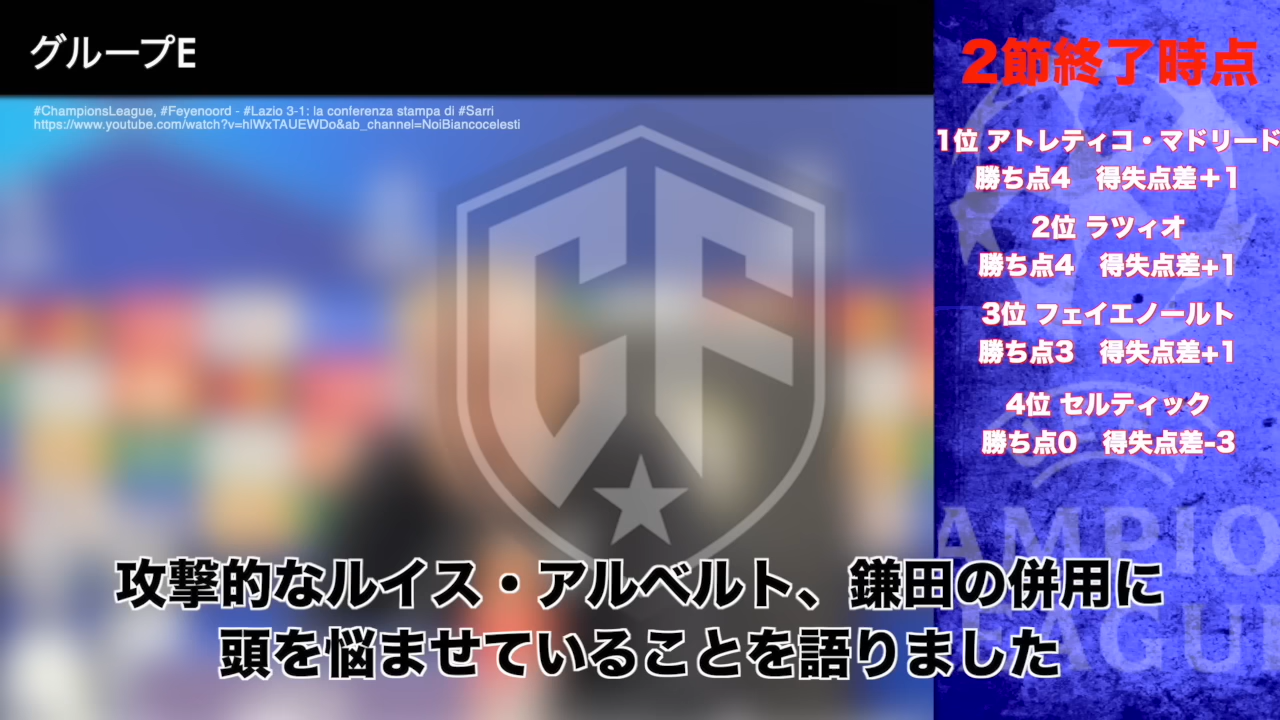 グループE
#ChampionsLeague, #Feyenoord - #Lazio 3-1: la conferenza stampa di #Sarri
https://www.youtube.com/watch?v=hlWxTAUEWDo&ab_channel=NoiBiancocelesti
2節終了時点
1位 アトレティコ・マドリード
勝ち点4 得失点差+1
2位 ラツィオ
勝ち点4 得失点差+1
3位 フェイエノールト
勝ち点3 得失点差+1
4位 セルティック
勝ち点0 得失点差-3
CF
AMPIO
EAGU
攻撃的なルイス・アルベルト、鎌田の併用に
頭を悩ませていることを語りました